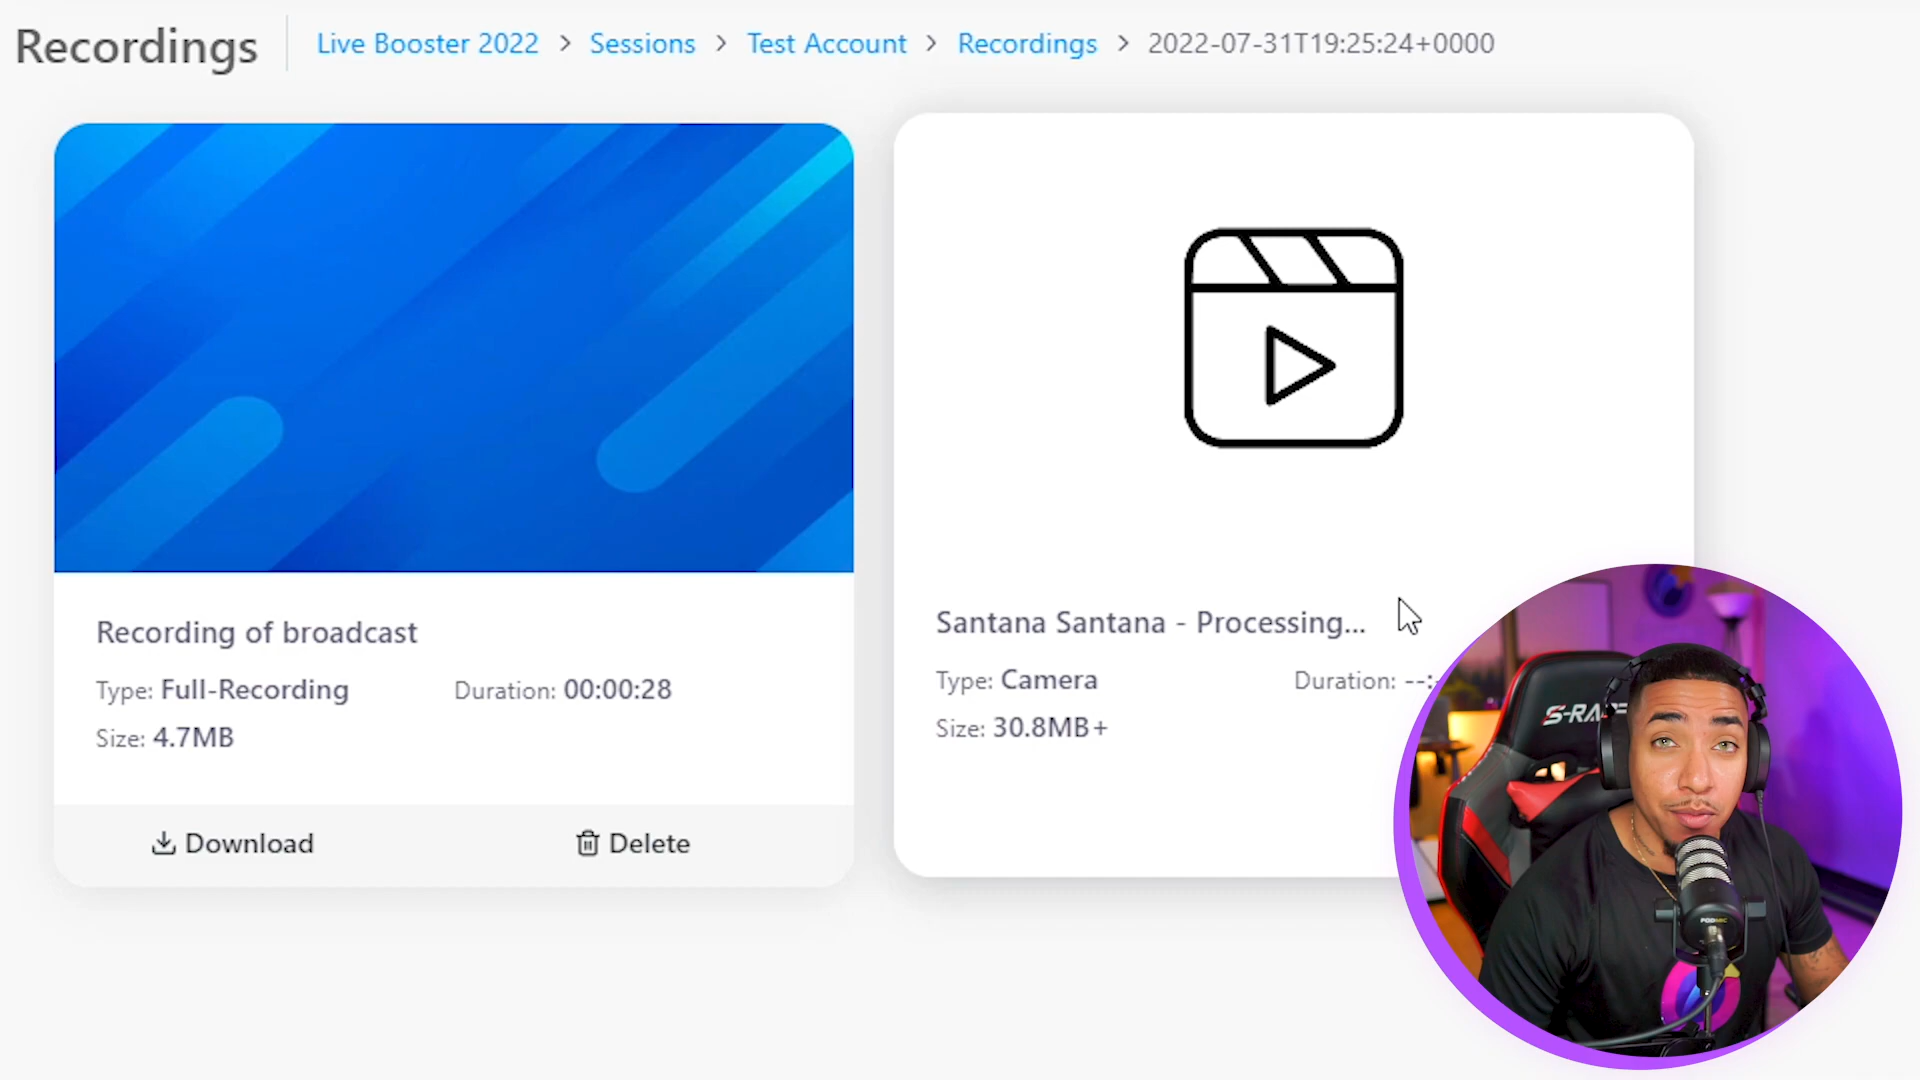 Recordings
Live Booster 2022 > Sessions > Test Account > Recordings > 2022-07-31T19:25:24+0000
Recording of broadcast
Type: Full-Recording Duration: 00:00:28
Size: 4.7MB
Download Delete
Santana Santana - Processing...
Type: Camera Duration: --:-
Size: 30.8MB+
PODMIC